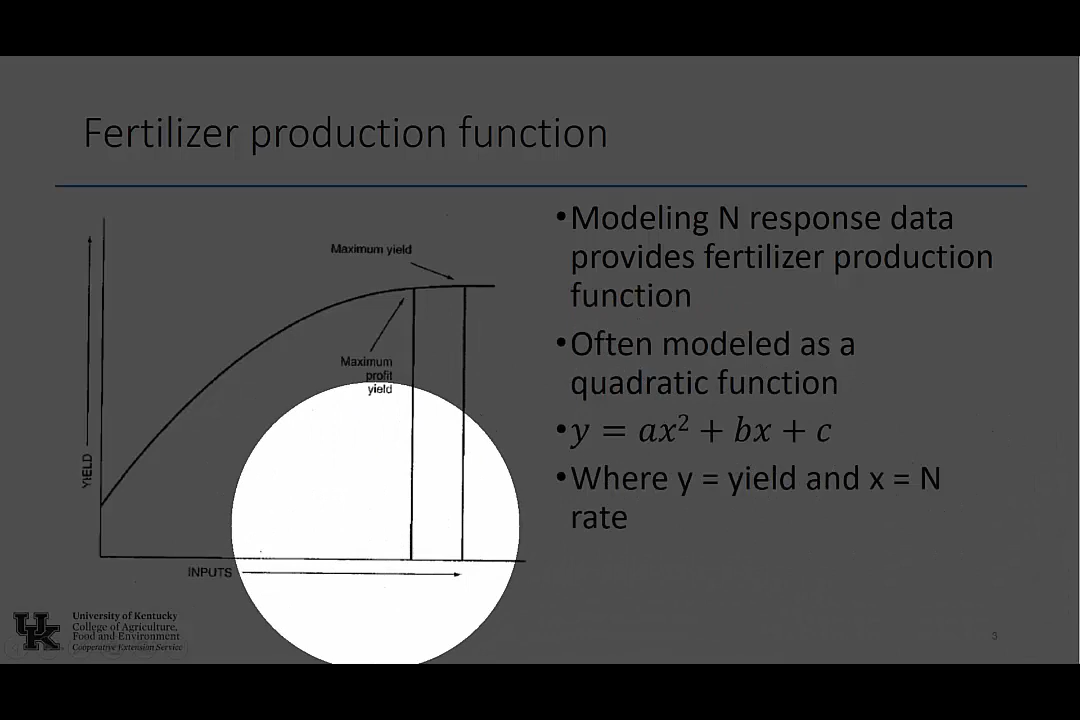 Fertilizer production function
Maximum yield
Maximum
profit
yield
YIELD
INPUTS
•Modeling N response data
provides fertilizer production
function
•Often modeled as a
quadratic function
•y = ax² + bx + c
•Where y = yield and x = N
rate
UK
University of Kentucky
College of Agriculture,
Food and Environment
Cooperative Extension Service
3